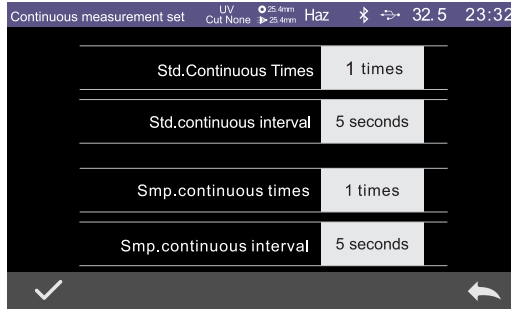 Continuous measurement set UV Cut None 25.4mm 25.4mm Haz 32.5 23:32
Std.Continuous Times 1 times
Std.continuous interval 5 seconds
Smp.continuous times 1 times
Smp.continuous interval 5 seconds